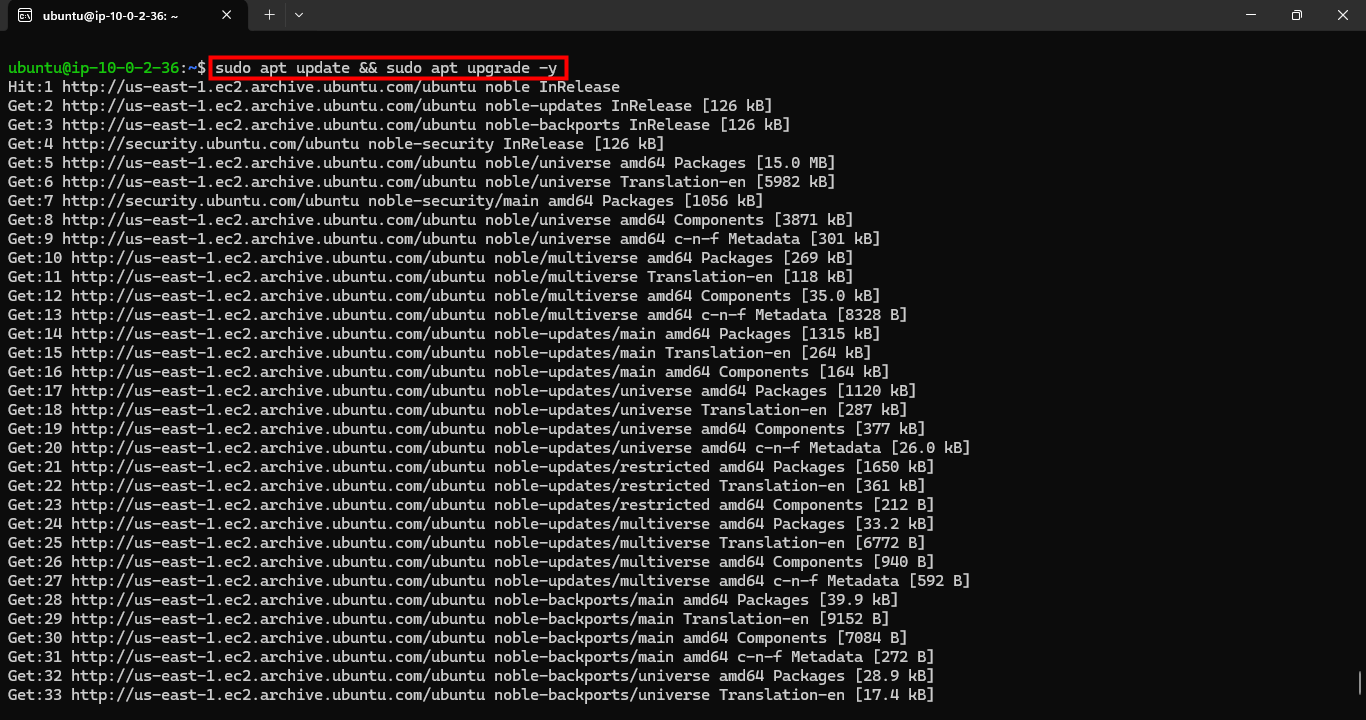 ubuntu@ip-10-0-2-36: ~
ubuntu@ip-10-0-2-36:~$ sudo apt update && sudo apt upgrade -y
Hit:1 http://us-east-1.ec2.archive.ubuntu.com/ubuntu noble InRelease
Get:2 http://us-east-1.ec2.archive.ubuntu.com/ubuntu noble-updates InRelease [126 kB]
Get:3 http://us-east-1.ec2.archive.ubuntu.com/ubuntu noble-backports InRelease [126 kB]
Get:4 http://security.ubuntu.com/ubuntu noble-security InRelease [126 kB]
Get:5 http://us-east-1.ec2.archive.ubuntu.com/ubuntu noble/universe amd64 Packages [15.0 MB]
Get:6 http://us-east-1.ec2.archive.ubuntu.com/ubuntu noble/universe Translation-en [5982 kB]
Get:7 http://security.ubuntu.com/ubuntu noble-security/main amd64 Packages [1056 kB]
Get:8 http://us-east-1.ec2.archive.ubuntu.com/ubuntu noble/universe amd64 Components [3871 kB]
Get:9 http://us-east-1.ec2.archive.ubuntu.com/ubuntu noble/universe amd64 c-n-f Metadata [301 kB]
Get:10 http://us-east-1.ec2.archive.ubuntu.com/ubuntu noble/multiverse amd64 Packages [269 kB]
Get:11 http://us-east-1.ec2.archive.ubuntu.com/ubuntu noble/multiverse Translation-en [118 kB]
Get:12 http://us-east-1.ec2.archive.ubuntu.com/ubuntu noble/multiverse amd64 Components [35.0 kB]
Get:13 http://us-east-1.ec2.archive.ubuntu.com/ubuntu noble/multiverse amd64 c-n-f Metadata [8328 B]
Get:14 http://us-east-1.ec2.archive.ubuntu.com/ubuntu noble-updates/main amd64 Packages [1315 kB]
Get:15 http://us-east-1.ec2.archive.ubuntu.com/ubuntu noble-updates/main Translation-en [264 kB]
Get:16 http://us-east-1.ec2.archive.ubuntu.com/ubuntu noble-updates/main amd64 Components [164 kB]
Get:17 http://us-east-1.ec2.archive.ubuntu.com/ubuntu noble-updates/universe amd64 Packages [1120 kB]
Get:18 http://us-east-1.ec2.archive.ubuntu.com/ubuntu noble-updates/universe Translation-en [287 kB]
Get:19 http://us-east-1.ec2.archive.ubuntu.com/ubuntu noble-updates/universe amd64 Components [377 kB]
Get:20 http://us-east-1.ec2.archive.ubuntu.com/ubuntu noble-updates/universe amd64 c-n-f Metadata [26.0 kB]
Get:21 http://us-east-1.ec2.archive.ubuntu.com/ubuntu noble-updates/restricted amd64 Packages [1650 kB]
Get:22 http://us-east-1.ec2.archive.ubuntu.com/ubuntu noble-updates/restricted Translation-en [361 kB]
Get:23 http://us-east-1.ec2.archive.ubuntu.com/ubuntu noble-updates/restricted amd64 Components [212 B]
Get:24 http://us-east-1.ec2.archive.ubuntu.com/ubuntu noble-updates/multiverse amd64 Packages [33.2 kB]
Get:25 http://us-east-1.ec2.archive.ubuntu.com/ubuntu noble-updates/multiverse Translation-en [6772 B]
Get:26 http://us-east-1.ec2.archive.ubuntu.com/ubuntu noble-updates/multiverse amd64 Components [940 B]
Get:27 http://us-east-1.ec2.archive.ubuntu.com/ubuntu noble-updates/multiverse amd64 c-n-f Metadata [592 B]
Get:28 http://us-east-1.ec2.archive.ubuntu.com/ubuntu noble-backports/main amd64 Packages [39.9 kB]
Get:29 http://us-east-1.ec2.archive.ubuntu.com/ubuntu noble-backports/main Translation-en [9152 B]
Get:30 http://us-east-1.ec2.archive.ubuntu.com/ubuntu noble-backports/main amd64 Components [7084 B]
Get:31 http://us-east-1.ec2.archive.ubuntu.com/ubuntu noble-backports/main amd64 c-n-f Metadata [272 B]
Get:32 http://us-east-1.ec2.archive.ubuntu.com/ubuntu noble-backports/universe amd64 Packages [28.9 kB]
Get:33 http://us-east-1.ec2.archive.ubuntu.com/ubuntu noble-backports/universe Translation-en [17.4 kB]